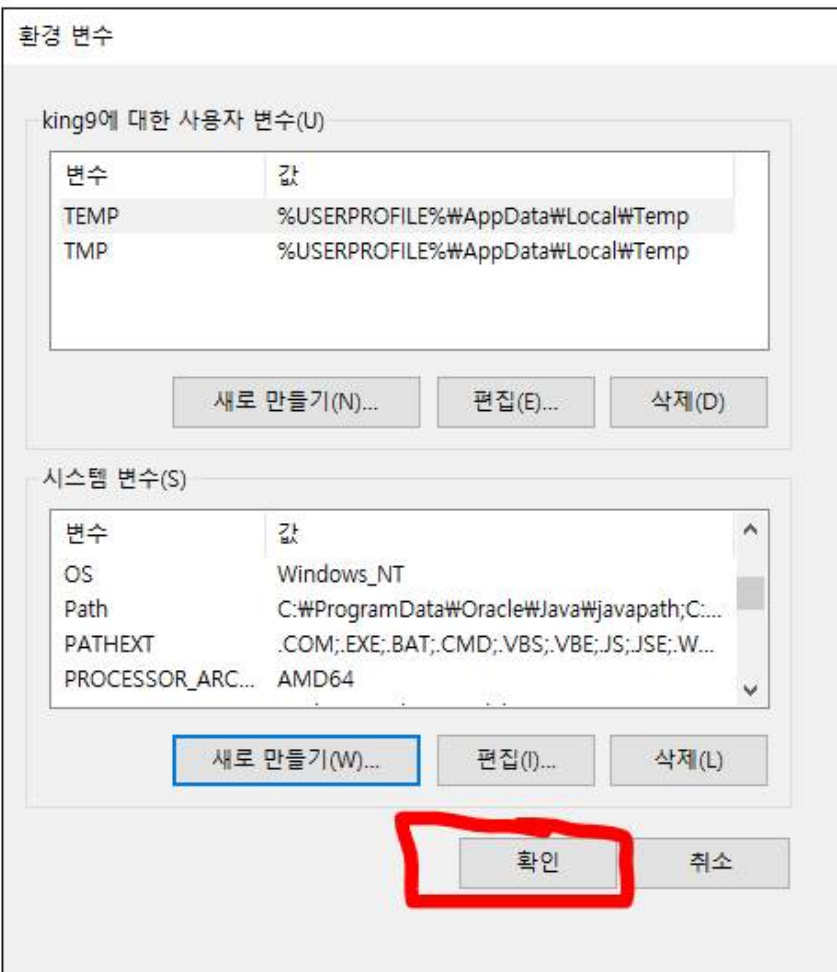 환경 변수
king9에 대한 사용자 변수(U)
변수 값
TEMP %USERPROFILE%₩AppData₩Local₩Temp
TMP %USERPROFILE%₩AppData₩Local₩Temp
새로 만들기(N)... 편집(E)... 삭제(D)
시스템 변수(S)
변수 값
OS Windows_NT
Path C:₩ProgramData₩Oracle₩Java₩javapath;C:...
PATHEXT .COM;.EXE;.BAT;.CMD;.VBS;.VBE;.JS;.JSE;.W...
PROCESSOR_ARC... AMD64
새로 만들기(W)... 편집(I)... 삭제(L)
확인 취소